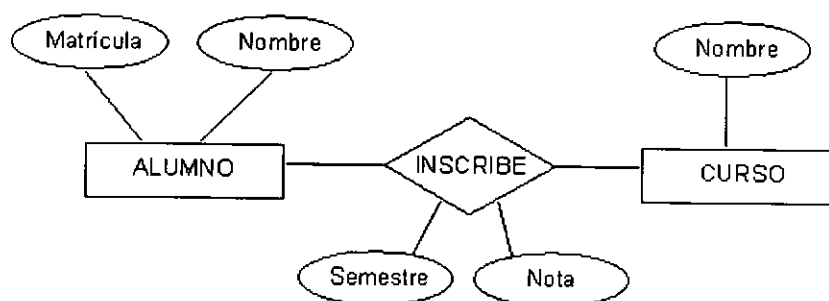 Matrícula
Nombre
Nombre
ALUMNO
INSCRIBE
CURSO
Semestre
Nota